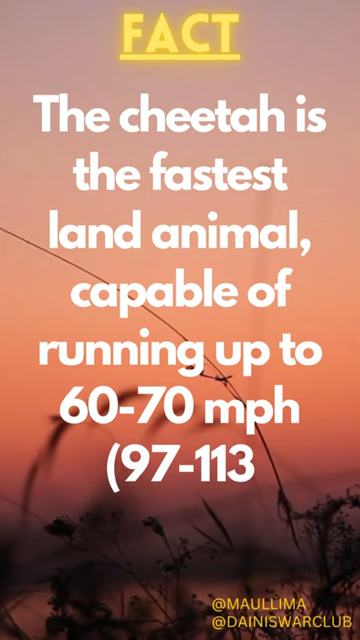 FACT
The cheetah is
the fastest
land animal,
capable of
running up to
60-70 mph
(97-113
@MAULLIMA
@DAINISWARCLUB